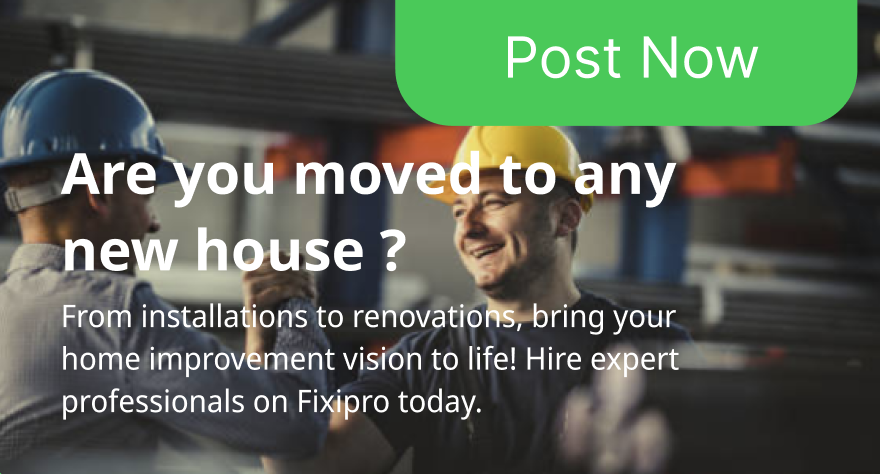 Post Now
Are you moved to any
new house ?
From installations to renovations, bring your
home improvement vision to life! Hire expert
professionals on Fixipro today.